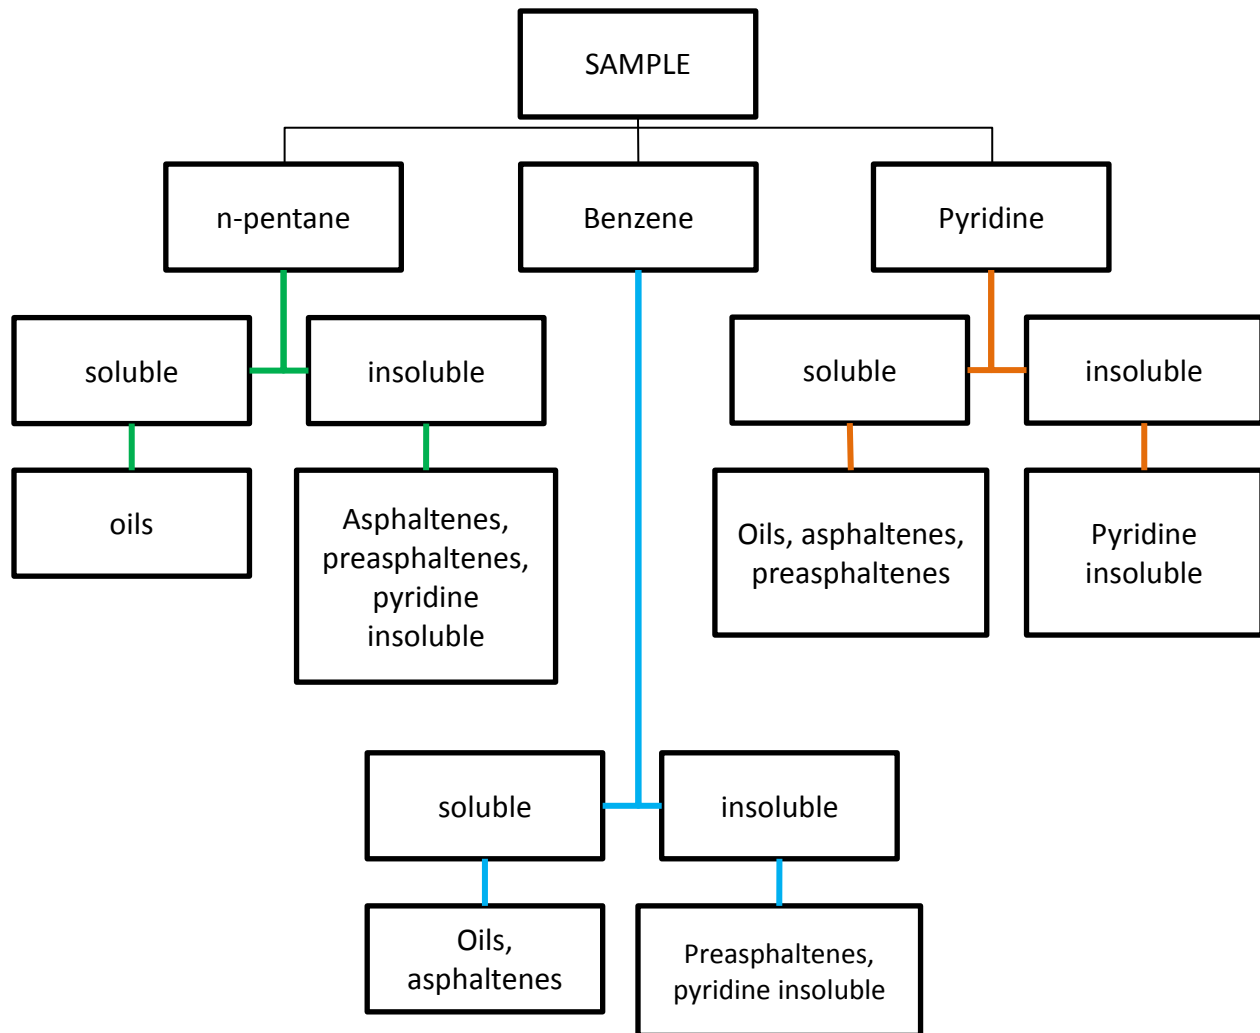 SAMPLE
n-pentane
Benzene
Pyridine
soluble
insoluble
soluble
insoluble
oils
Asphaltenes,
preasphaltenes,
pyridine
insoluble
Oils, asphaltenes,
preasphaltenes
Pyridine
insoluble
soluble
insoluble
Oils,
asphaltenes
Preasphaltenes,
pyridine insoluble